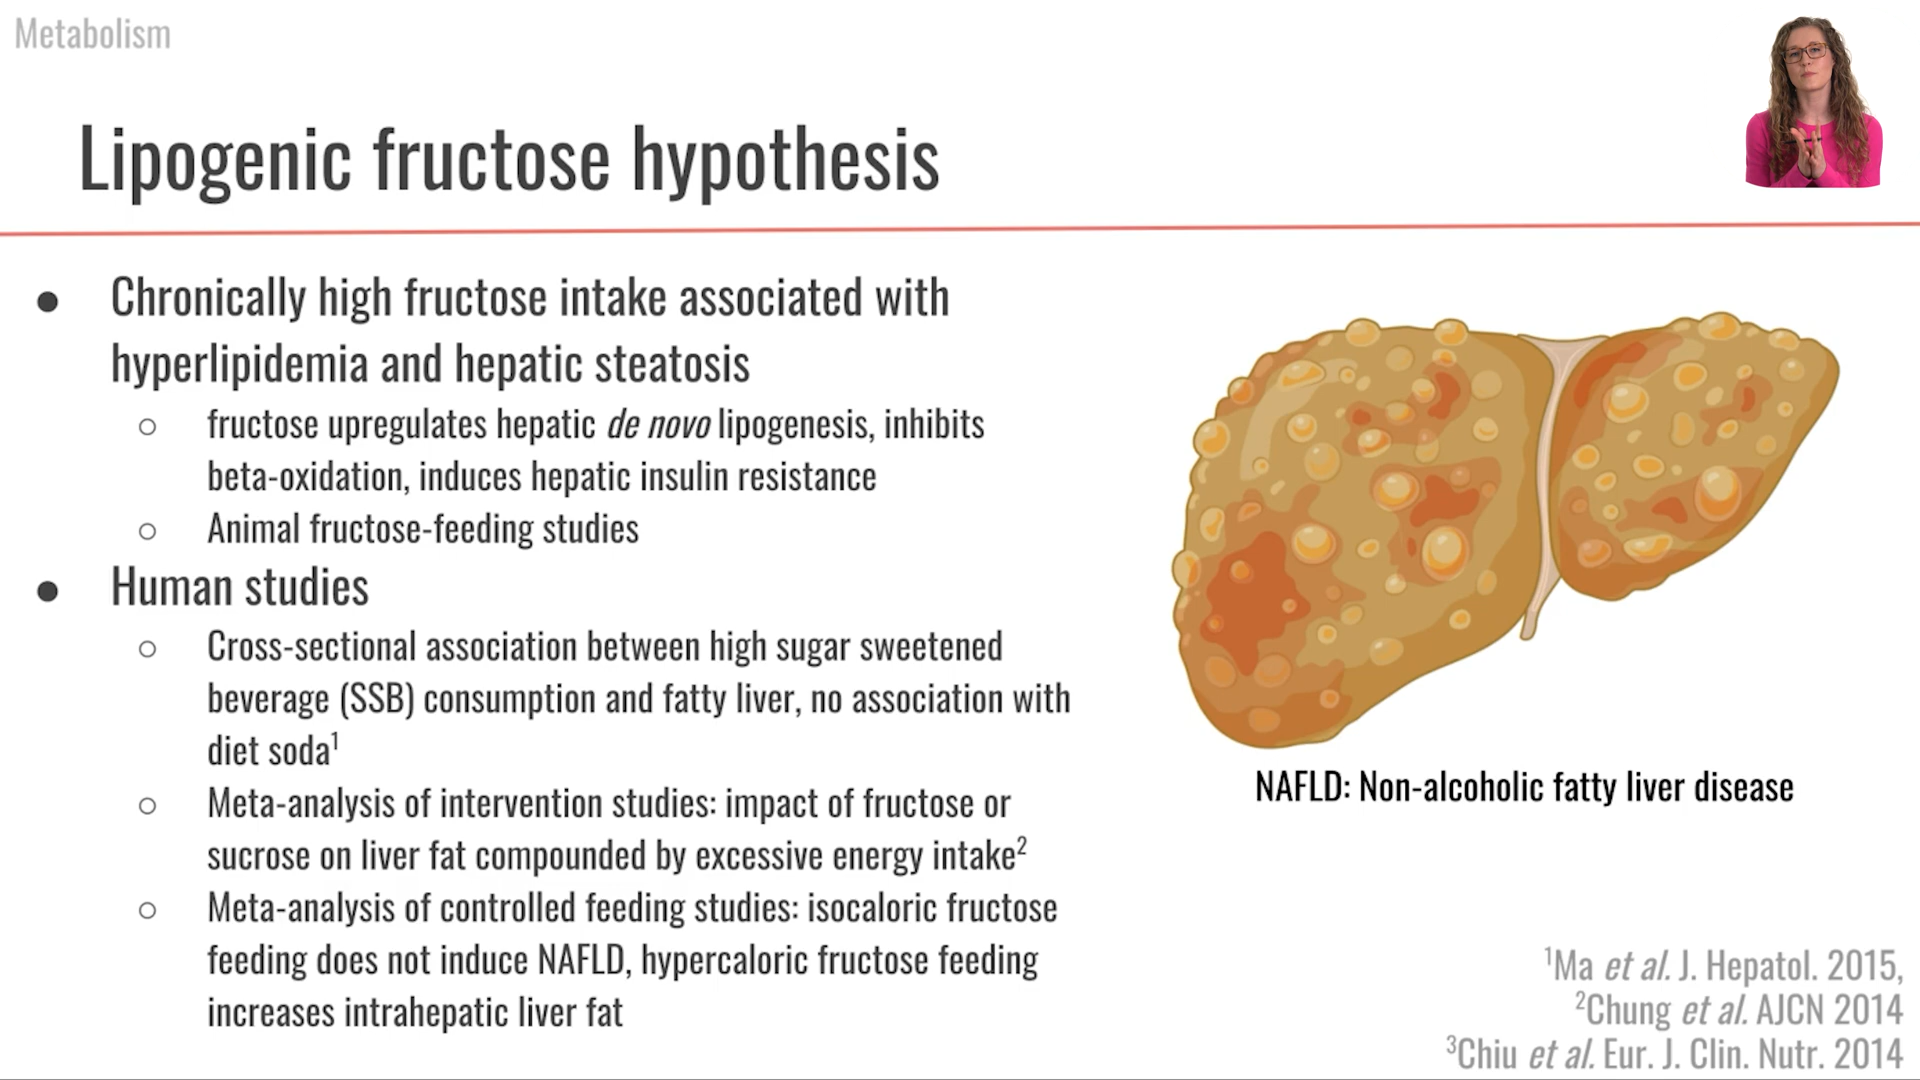 Metabolism
Lipogenic fructose hypothesis
● Chronically high fructose intake associated with
hyperlipidemia and hepatic steatosis
○ fructose upregulates hepatic de novo lipogenesis, inhibits
beta-oxidation, induces hepatic insulin resistance
○ Animal fructose-feeding studies
● Human studies
○ Cross-sectional association between high sugar sweetened
beverage (SSB) consumption and fatty liver, no association with
diet soda¹
○ Meta-analysis of intervention studies: impact of fructose or
sucrose on liver fat compounded by excessive energy intake²
○ Meta-analysis of controlled feeding studies: isocaloric fructose
feeding does not induce NAFLD, hypercaloric fructose feeding
increases intrahepatic liver fat
NAFLD: Non-alcoholic fatty liver disease
¹Ma et al. J. Hepatol. 2015,
²Chung et al. AJCN 2014
³Chiu et al. Eur. J. Clin. Nutr. 2014